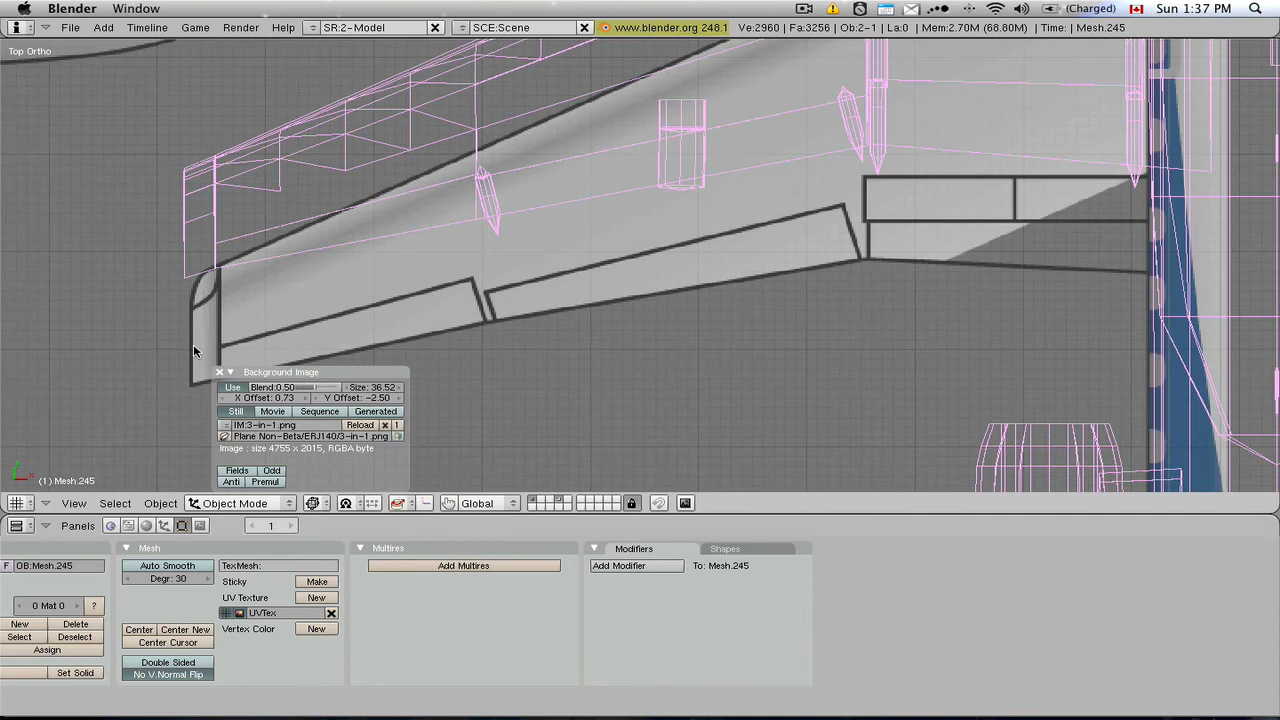 Blender Window (Charged) Sun 1:37 PM
File Add Timeline Game Render Help SR:2-Model SCE:Scene www.blender.org 248.1 Ve:2960 | Fa:3256 | Ob:2-1 | La:0 | Mem:2.70M (68.80M) | Time: | Mesh.245
Top Ortho
Background Image
Use Blend:0.50 Size: 36.52
X Offset: 0.73 Y Offset: -2.50
Still Movie Sequence Generated
IM:3-in-1.png Reload 1
Plane Non-Beta/ERJ140/3-in-1.png
Image : size 4755 x 2015, RGBA byte
Fields Odd
Anti Premul
(1) Mesh.245
View Select Object Object Mode Global
Panels 1
Mesh Multires Modifiers Shapes
F OB:Mesh.245 Auto Smooth TexMesh: Add Multires Add Modifier To: Mesh.245
Degr: 30 Sticky Make
0 Mat 0 ? UV Texture New
UVTex
New Delete Center Center New Vertex Color New
Select Deselect Center Cursor
Assign
Double Sided
Set Solid No V.Normal Flip